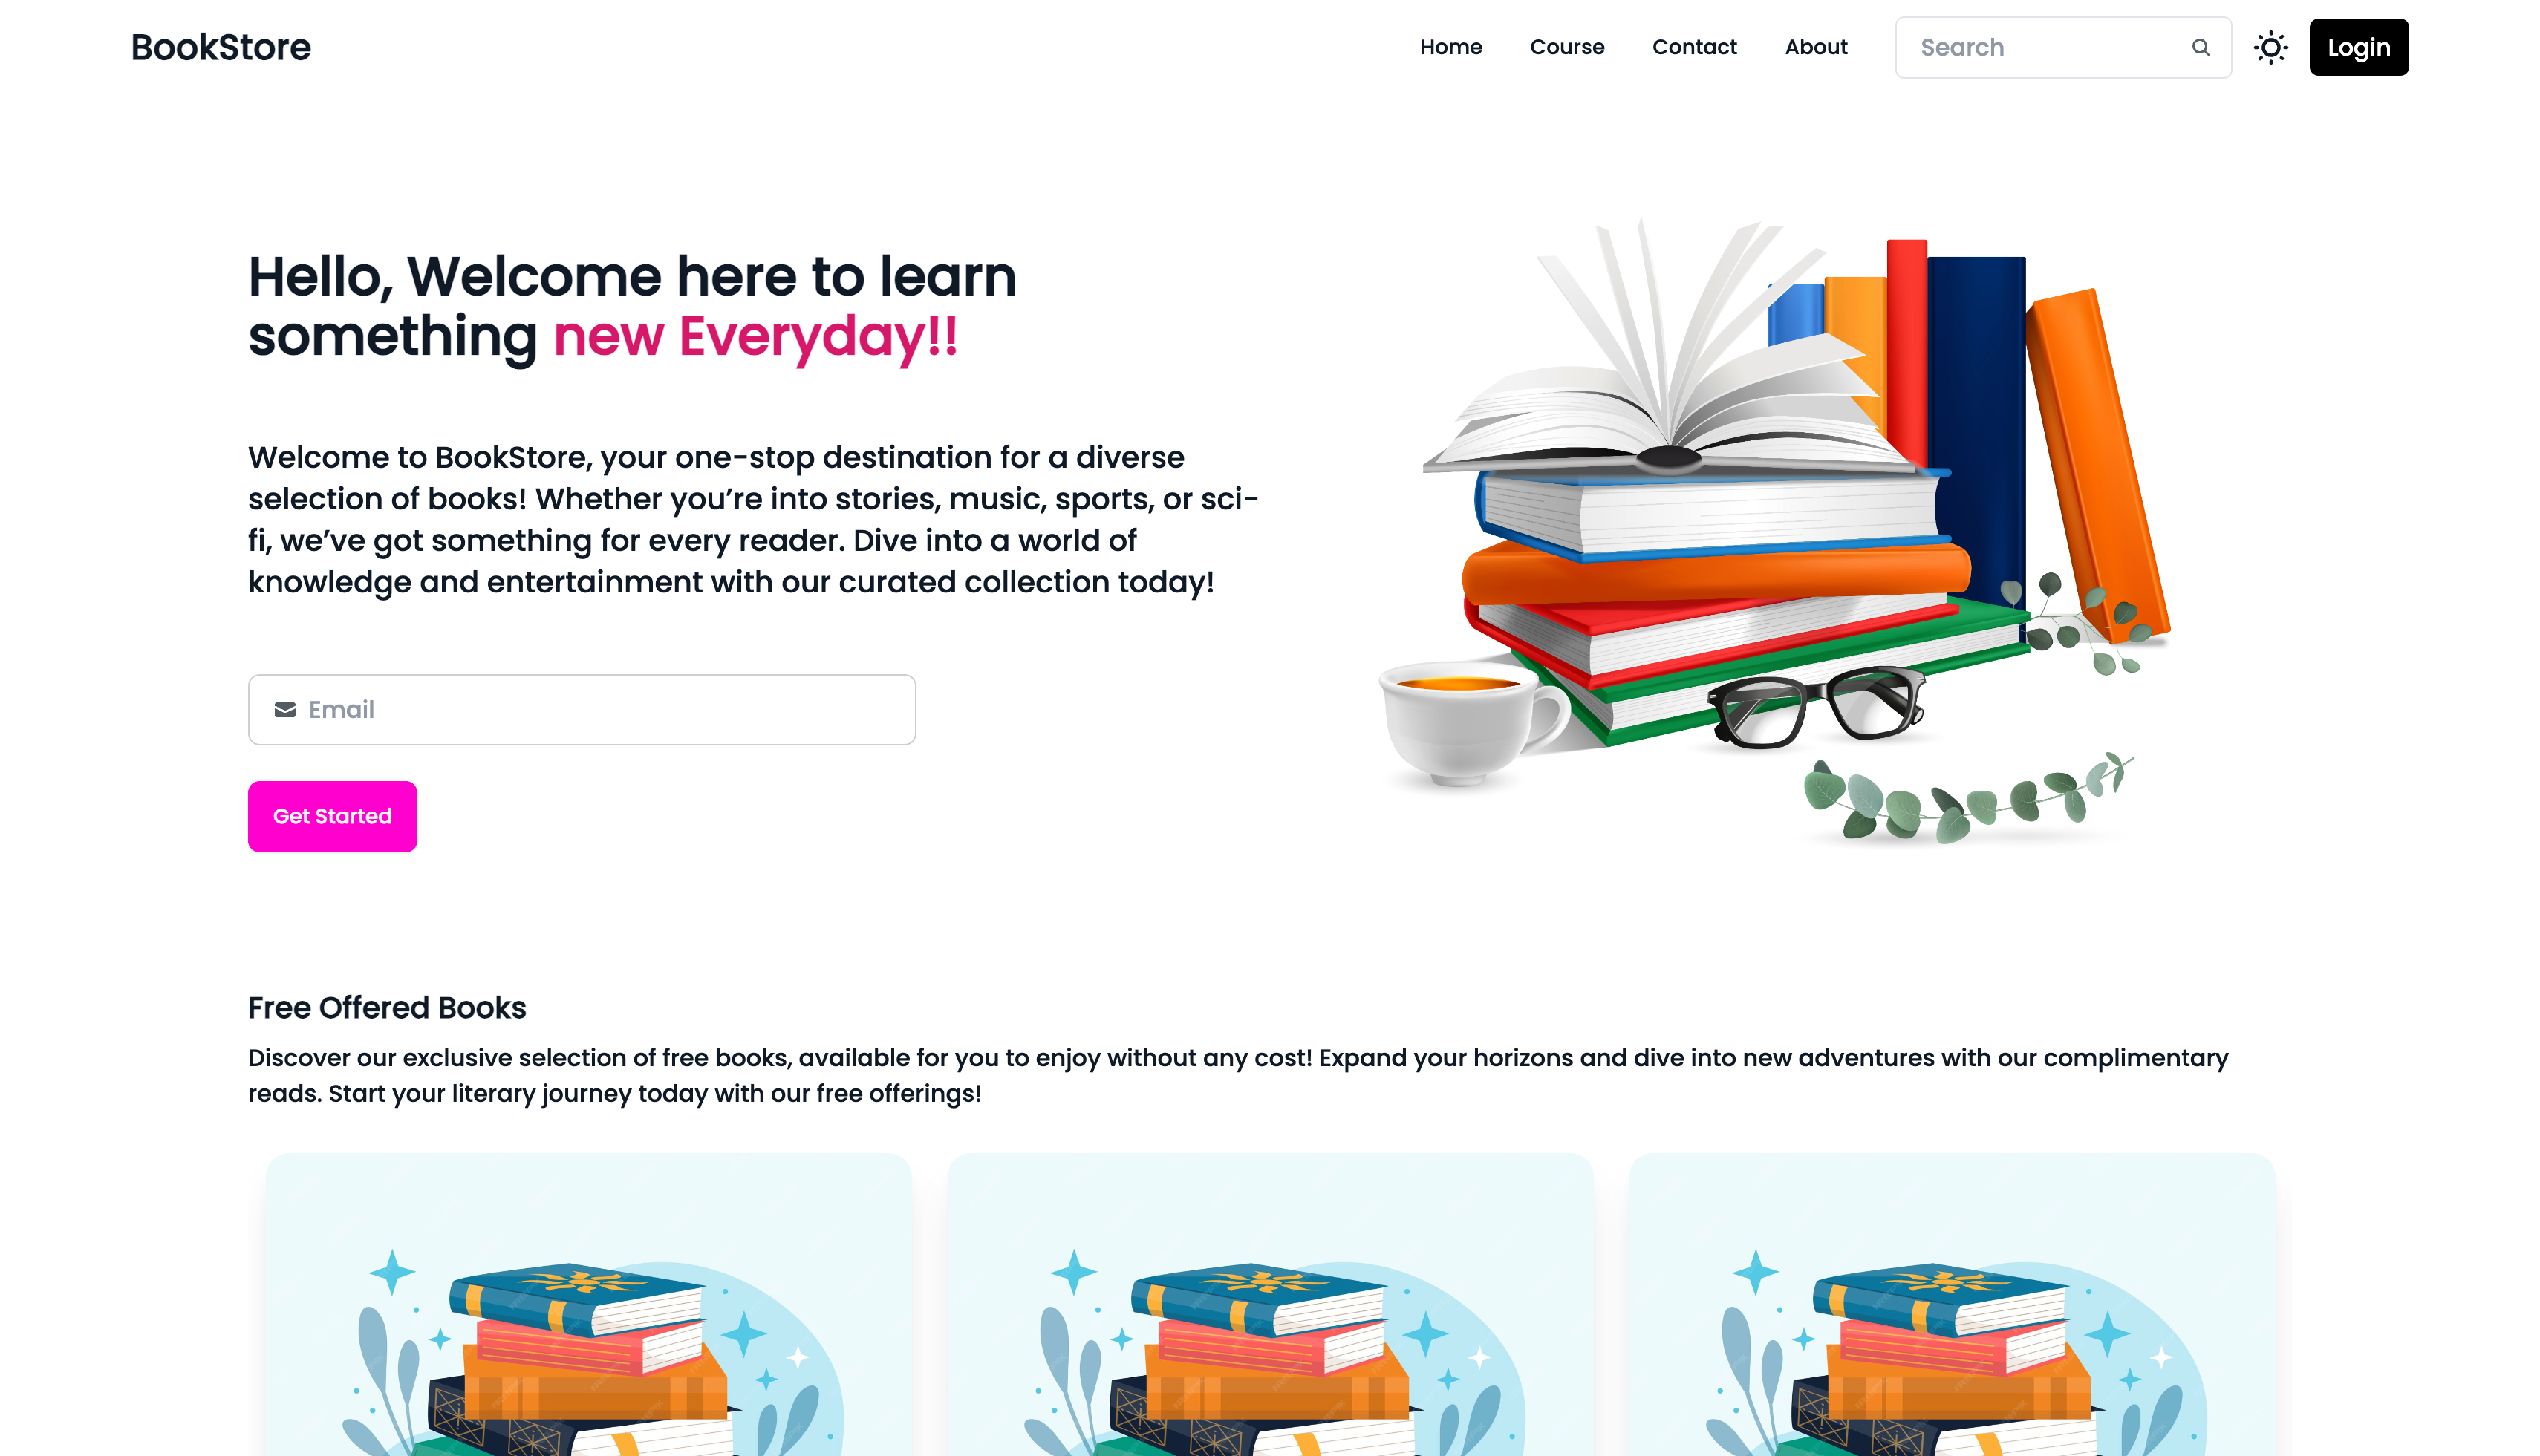 BookStore
Home
Course
Contact
About
Search
Login
Hello, Welcome here to learn
something new Everyday!!
Welcome to BookStore, your one-stop destination for a diverse
selection of books! Whether you’re into stories, music, sports, or sci-
fi, we’ve got something for every reader. Dive into a world of
knowledge and entertainment with our curated collection today!
Email
Get Started
Free Offered Books
Discover our exclusive selection of free books, available for you to enjoy without any cost! Expand your horizons and dive into new adventures with our complimentary
reads. Start your literary journey today with our free offerings!